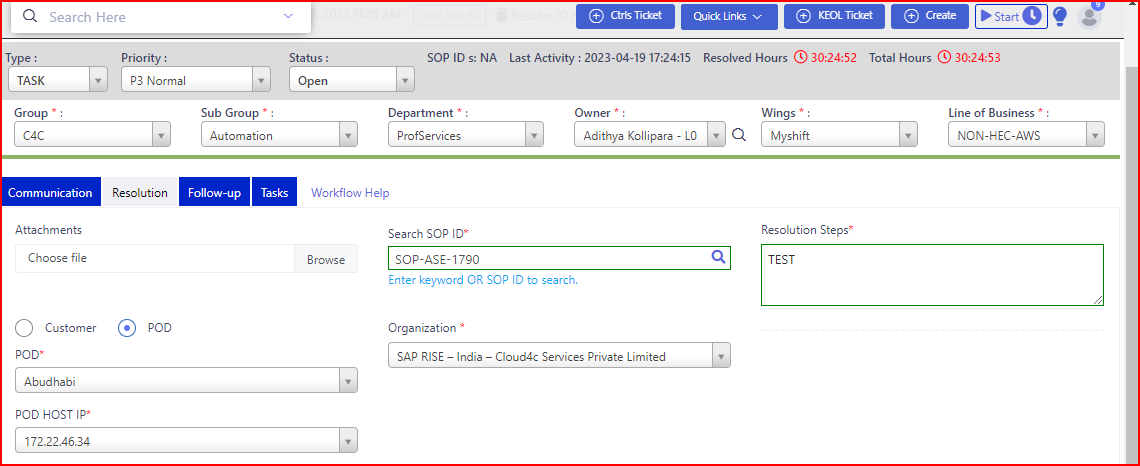 Search Here
2023 11:26 AM
Ctrls Ticket
Quick Links
KEOL Ticket
Create
Start
9
Type :
Priority :
Status :
SOP ID s: NA Last Activity : 2023-04-19 17:24:15 Resolved Hours 30:24:52 Total Hours 30:24:53
TASK
P3 Normal
Open
Group * :
Sub Group * :
Department * :
Owner * :
Wings * :
Line of Business * :
C4C
Automation
ProfServices
Adithya Kollipara - L0
Myshift
NON-HEC-AWS
Communication
Resolution
Follow-up
Tasks
Workflow Help
Attachments
Search SOP ID*
Resolution Steps*
Choose file
Browse
SOP-ASE-1790
TEST
Enter keyword OR SOP ID to search.
Customer
POD
Organization *
POD*
SAP RISE – India – Cloud4c Services Private Limited
Abudhabi
POD HOST IP*
172.22.46.34